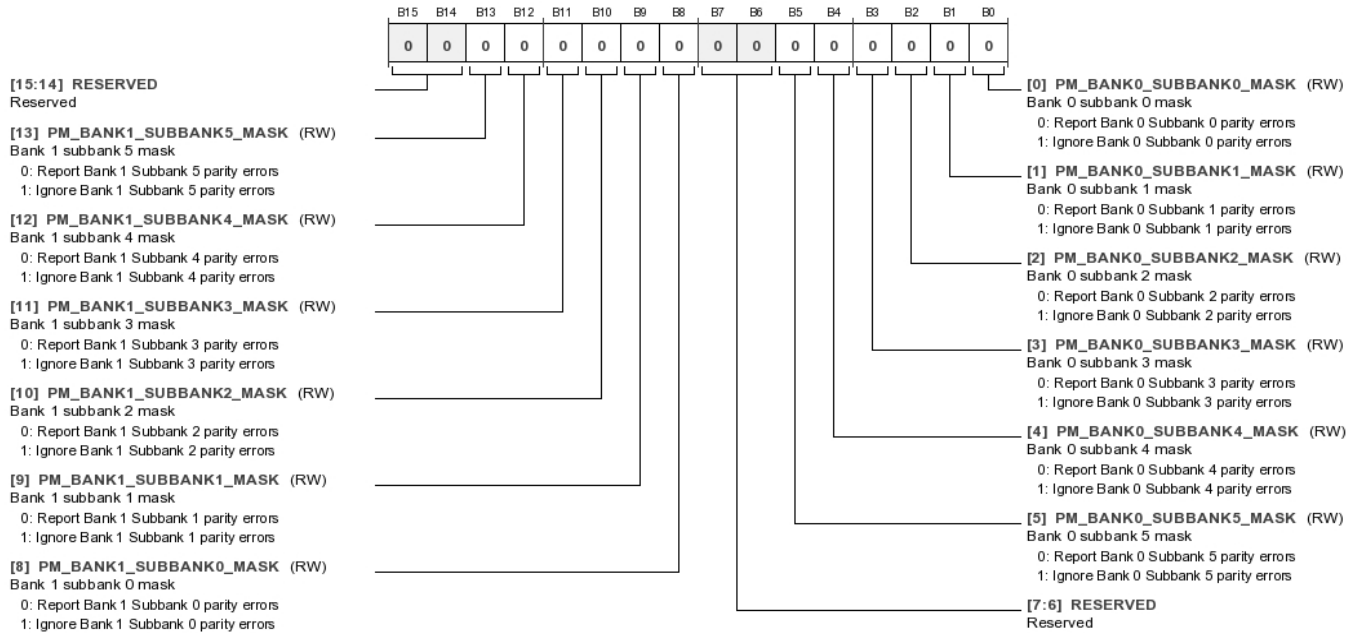 B15 B14 B13 B12 B11 B10 B9 B8 B7 B6 B5 B4 B3 B2 B1 B0
0 0 0 0 0 0 0 0 0 0 0 0 0 0 0 0
[15:14] RESERVED
Reserved
[13] PM_BANK1_SUBBANK5_MASK (RW)
Bank 1 subbank 5 mask
0: Report Bank 1 Subbank 5 parity errors
1: Ignore Bank 1 Subbank 5 parity errors
[12] PM_BANK1_SUBBANK4_MASK (RW)
Bank 1 subbank 4 mask
0: Report Bank 1 Subbank 4 parity errors
1: Ignore Bank 1 Subbank 4 parity errors
[11] PM_BANK1_SUBBANK3_MASK (RW)
Bank 1 subbank 3 mask
0: Report Bank 1 Subbank 3 parity errors
1: Ignore Bank 1 Subbank 3 parity errors
[10] PM_BANK1_SUBBANK2_MASK (RW)
Bank 1 subbank 2 mask
0: Report Bank 1 Subbank 2 parity errors
1: Ignore Bank 1 Subbank 2 parity errors
[9] PM_BANK1_SUBBANK1_MASK (RW)
Bank 1 subbank 1 mask
0: Report Bank 1 Subbank 1 parity errors
1: Ignore Bank 1 Subbank 1 parity errors
[8] PM_BANK1_SUBBANK0_MASK (RW)
Bank 1 subbank 0 mask
0: Report Bank 1 Subbank 0 parity errors
1: Ignore Bank 1 Subbank 0 parity errors
[0] PM_BANK0_SUBBANK0_MASK (RW)
Bank 0 subbank 0 mask
0: Report Bank 0 Subbank 0 parity errors
1: Ignore Bank 0 Subbank 0 parity errors
[1] PM_BANK0_SUBBANK1_MASK (RW)
Bank 0 subbank 1 mask
0: Report Bank 0 Subbank 1 parity errors
1: Ignore Bank 0 Subbank 1 parity errors
[2] PM_BANK0_SUBBANK2_MASK (RW)
Bank 0 subbank 2 mask
0: Report Bank 0 Subbank 2 parity errors
1: Ignore Bank 0 Subbank 2 parity errors
[3] PM_BANK0_SUBBANK3_MASK (RW)
Bank 0 subbank 3 mask
0: Report Bank 0 Subbank 3 parity errors
1: Ignore Bank 0 Subbank 3 parity errors
[4] PM_BANK0_SUBBANK4_MASK (RW)
Bank 0 subbank 4 mask
0: Report Bank 0 Subbank 4 parity errors
1: Ignore Bank 0 Subbank 4 parity errors
[5] PM_BANK0_SUBBANK5_MASK (RW)
Bank 0 subbank 5 mask
0: Report Bank 0 Subbank 5 parity errors
1: Ignore Bank 0 Subbank 5 parity errors
[7:6] RESERVED
Reserved